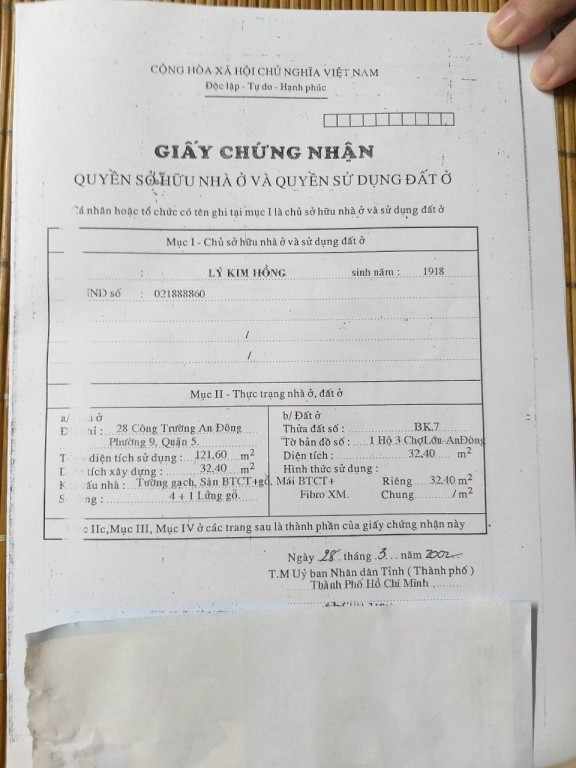 CỘNG HÒA XÃ HỘI CHỦ NGHĨA VIỆT NAM
Độc lập - Tự do - Hạnh phúc
GIẤY CHỨNG NHẬN
QUYỀN SỞ HỮU NHÀ Ở VÀ QUYỀN SỬ DỤNG ĐẤT Ở
á nhân hoặc tổ chức có tên ghi tại mục I là chủ sở hữu nhà ở và sử dụng đất ở
Mục I - Chủ sở hữu nhà ở và sử dụng đất ở
: LÝ KIM HỒNG sinh năm : 1918
IND số : 021888860
/
/
Mục II - Thực trạng nhà ở, đất ở
a/ ở
Đ hỉ : 28 Công Trường An Đông
Phường 9, Quận 5.
T diện tích sử dụng : 121,60 m2
D tích xây dựng : 32,40 m2
K ấu nhà : Tường gạch, Sàn BTCT+gỗ, Mái BTCT+
S ng : 4 + 1 Lửng gỗ. Fibro XM.
b/ Đất ở
Thửa đất số : BK.7
Tờ bản đồ số : 1 Hộ 3 ChợLớn-AnĐông
Diện tích : 32,40 m2
Hình thức sử dụng :
Riêng 32,40 m2
Chung / m2
c IIc,Mục III, Mục IV ở các trang sau là thành phần của giấy chứng nhận này
Ngày 28 tháng 3 năm 2002
T.M Uỷ ban Nhân dân Tỉnh ( Thành phố )
Thành Phố Hồ Chí Minh